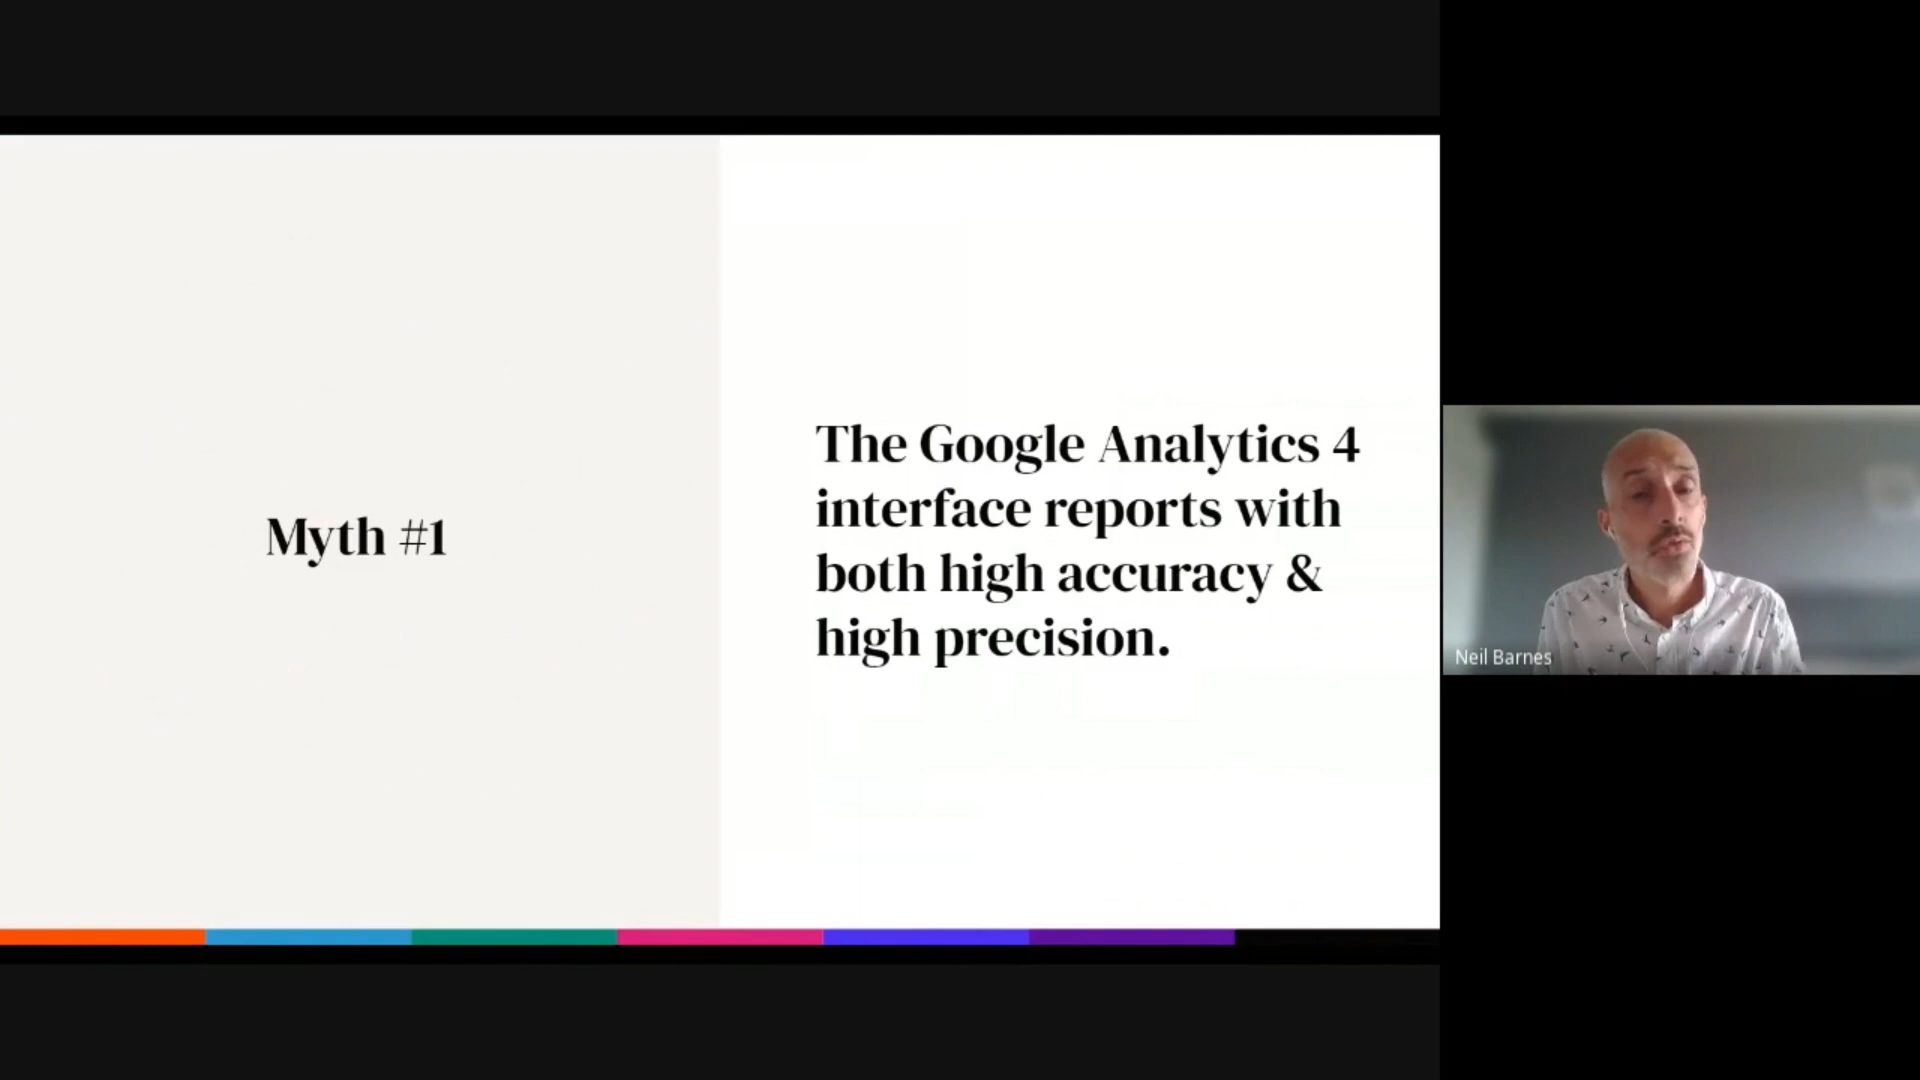 Myth #1
The Google Analytics 4
interface reports with
both high accuracy &
high precision.
Neil Barnes